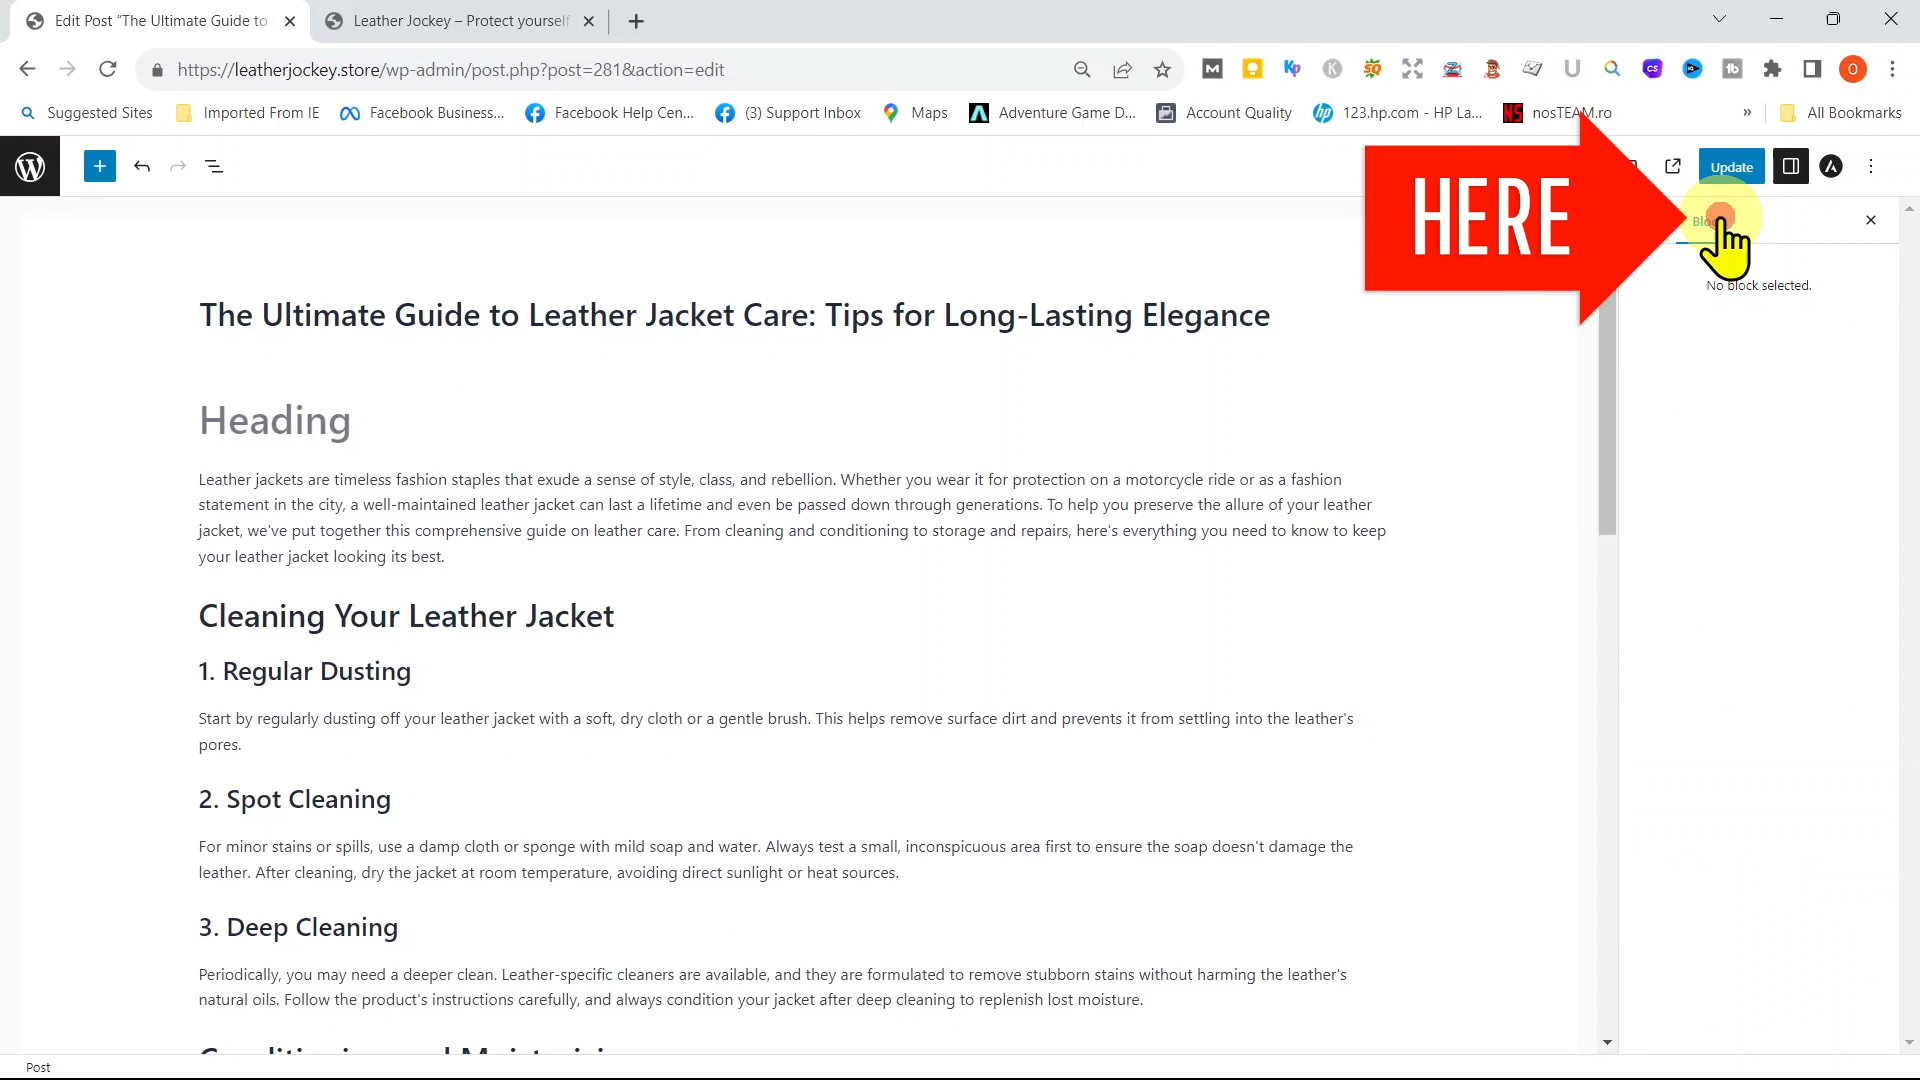 Edit Post "The Ultimate Guide to
Leather Jockey – Protect yourself
https://leatherjockey.store/wp-admin/post.php?post=281&action=edit
Suggested Sites
Imported From IE
Facebook Business...
Facebook Help Cen...
(3) Support Inbox
Maps
Adventure Game D...
Account Quality
123.hp.com - HP La...
nosTEAM.ro
»
All Bookmarks
Update
HERE
No block selected.
The Ultimate Guide to Leather Jacket Care: Tips for Long-Lasting Elegance
Heading
Leather jackets are timeless fashion staples that exude a sense of style, class, and rebellion. Whether you wear it for protection on a motorcycle ride or as a fashion
statement in the city, a well-maintained leather jacket can last a lifetime and even be passed down through generations. To help you preserve the allure of your leather
jacket, we've put together this comprehensive guide on leather care. From cleaning and conditioning to storage and repairs, here's everything you need to know to keep
your leather jacket looking its best.
Cleaning Your Leather Jacket
1. Regular Dusting
Start by regularly dusting off your leather jacket with a soft, dry cloth or a gentle brush. This helps remove surface dirt and prevents it from settling into the leather's
pores.
2. Spot Cleaning
For minor stains or spills, use a damp cloth or sponge with mild soap and water. Always test a small, inconspicuous area first to ensure the soap doesn't damage the
leather. After cleaning, dry the jacket at room temperature, avoiding direct sunlight or heat sources.
3. Deep Cleaning
Periodically, you may need a deeper clean. Leather-specific cleaners are available, and they are formulated to remove stubborn stains without harming the leather's
natural oils. Follow the product's instructions carefully, and always condition your jacket after deep cleaning to replenish lost moisture.
Post